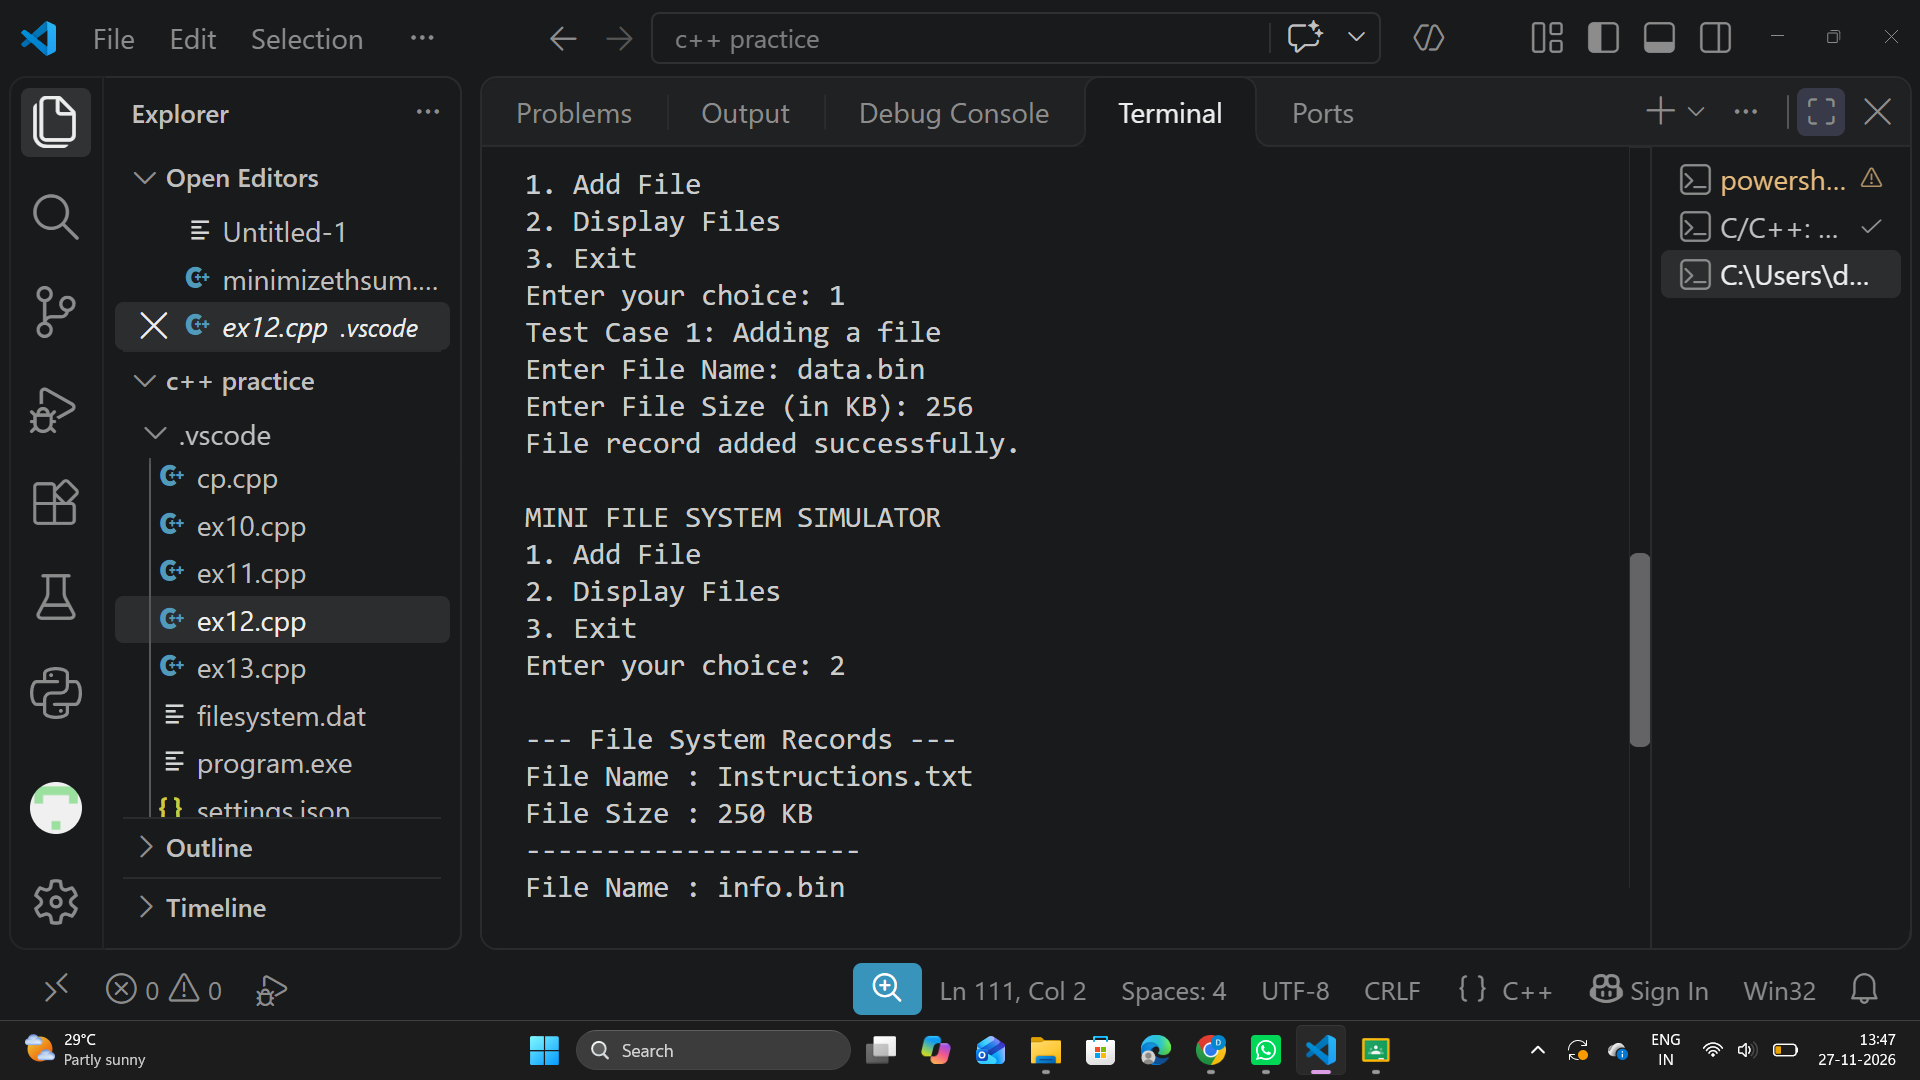 File Edit Selection ···
c++ practice
Explorer
Open Editors
Untitled-1
minimizethsum....
ex12.cpp .vscode
c++ practice
.vscode
cp.cpp
ex10.cpp
ex11.cpp
ex12.cpp
ex13.cpp
filesystem.dat
program.exe
{} settings.json
Outline
Timeline
Problems Output Debug Console Terminal Ports
1. Add File
2. Display Files
3. Exit
Enter your choice: 1
Test Case 1: Adding a file
Enter File Name: data.bin
Enter File Size (in KB): 256
File record added successfully.
MINI FILE SYSTEM SIMULATOR
1. Add File
2. Display Files
3. Exit
Enter your choice: 2
--- File System Records ---
File Name : Instructions.txt
File Size : 250 KB
---------------------
File Name : info.bin
powersh...
C/C++: ...
C:\Users\d...
0 0
Ln 111, Col 2 Spaces: 4 UTF-8 CRLF {} C++ Sign In Win32
29°C
Partly sunny
Search
ENG
IN
13:47
27-11-2026